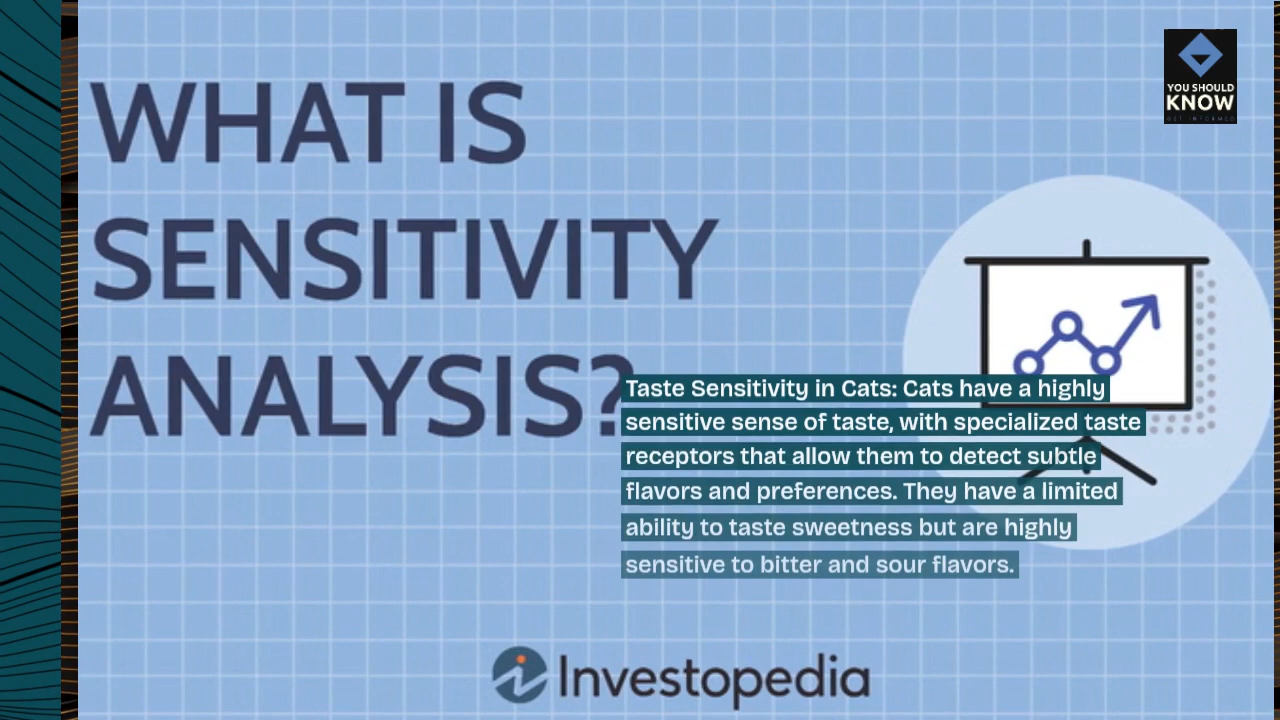 YOU SHOULD
KNOW
GET INFORMED
WHAT IS
SENSITIVITY
ANALYSIS?
Taste Sensitivity in Cats: Cats have a highly
sensitive sense of taste, with specialized taste
receptors that allow them to detect subtle
flavors and preferences. They have a limited
ability to taste sweetness but are highly
sensitive to bitter and sour flavors.
Investopedia